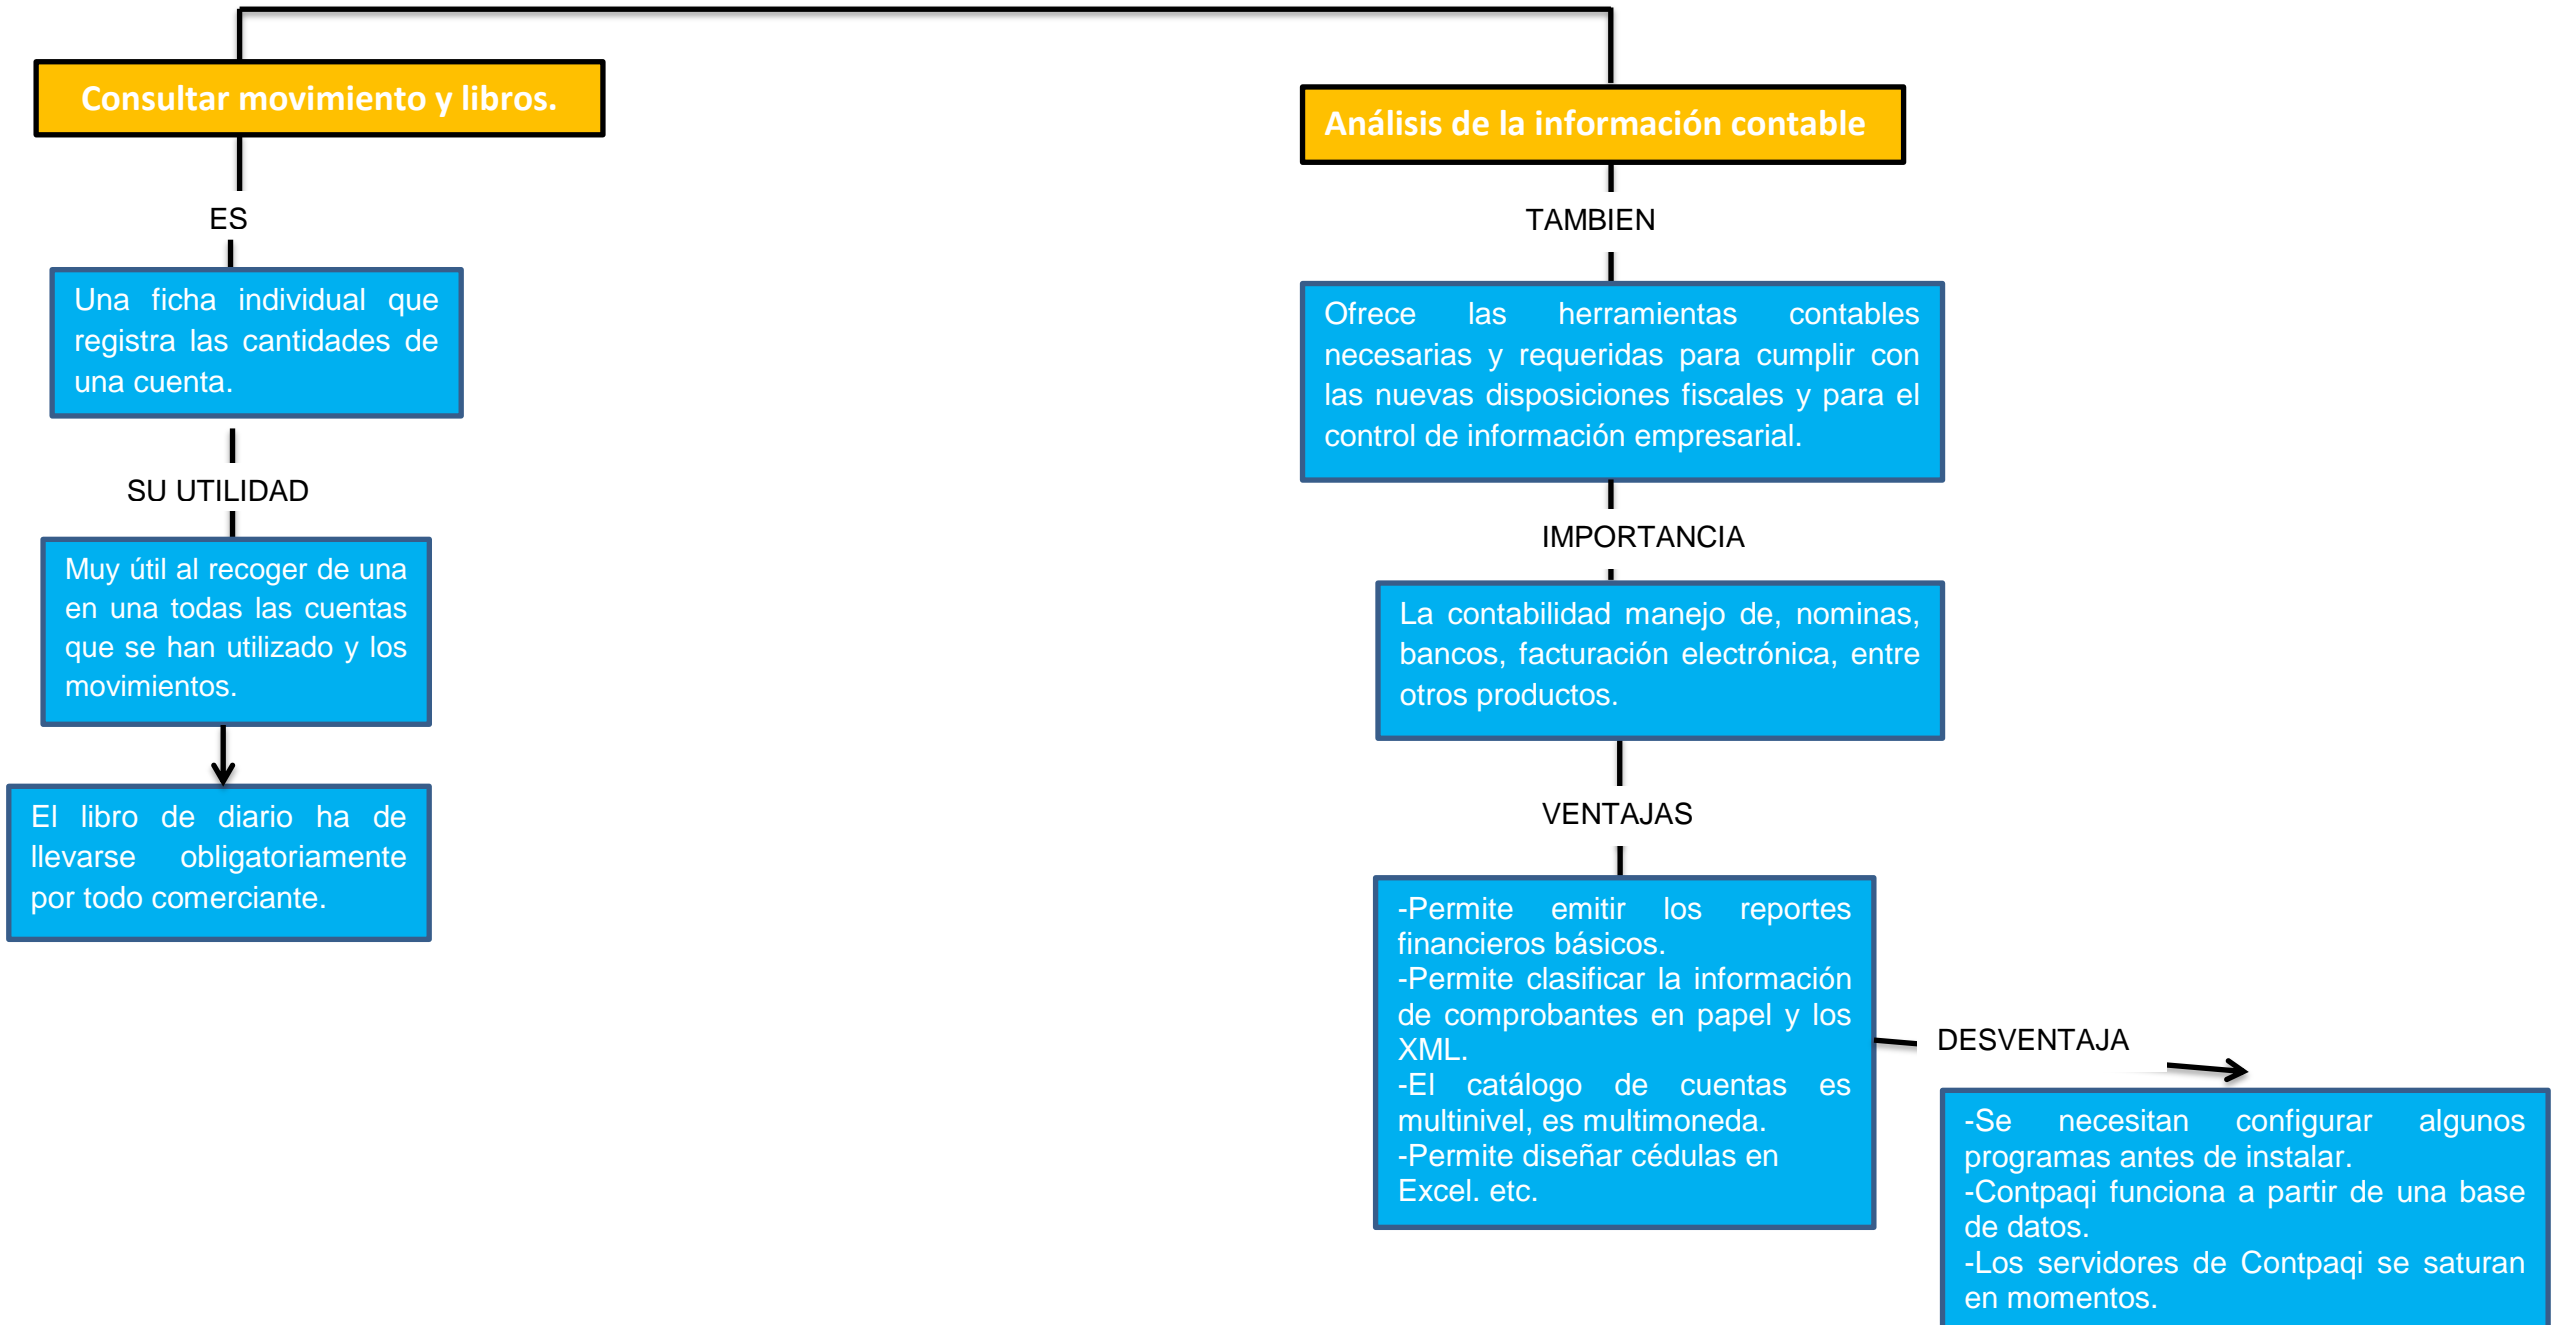 Consultar movimiento y libros.
ES
Una ficha individual que
registra las cantidades de
una cuenta.
SU UTILIDAD
Muy útil al recoger de una
en una todas las cuentas
que se han utilizado y los
movimientos.
El libro de diario ha de
llevarse obligatoriamente
por todo comerciante.
Análisis de la información contable
TAMBIEN
Ofrece las herramientas contables
necesarias y requeridas para cumplir con
las nuevas disposiciones fiscales y para el
control de información empresarial.
IMPORTANCIA
La contabilidad manejo de, nominas,
bancos, facturación electrónica, entre
otros productos.
VENTAJAS
-Permite emitir los reportes
financieros básicos.
-Permite clasificar la información
de comprobantes en papel y los
XML.
-El catálogo de cuentas es
multinivel, es multimoneda.
-Permite diseñar cédulas en
Excel. etc.
DESVENTAJA
-Se necesitan configurar algunos
programas antes de instalar.
-Contpaqi funciona a partir de una base
de datos.
-Los servidores de Contpaqi se saturan
en momentos.